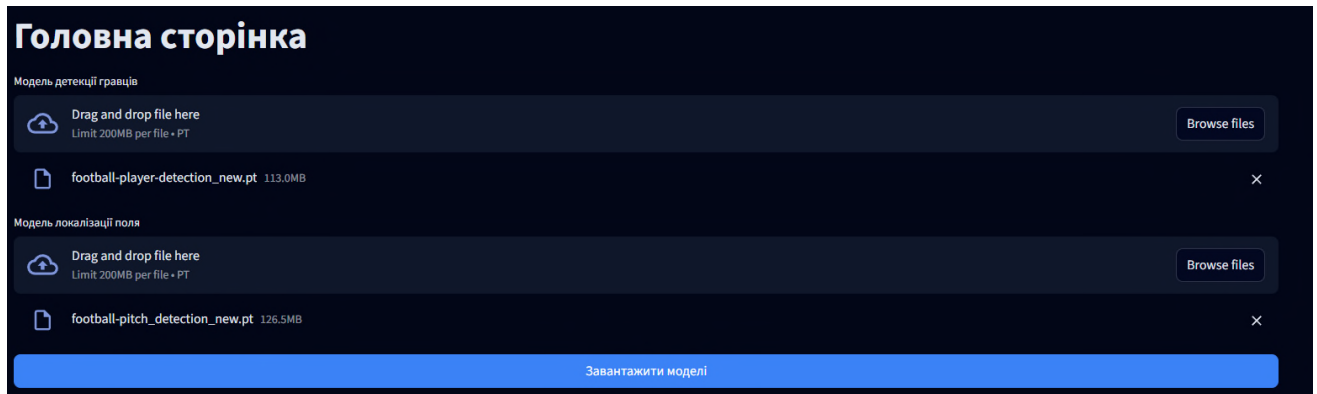 Головна сторінка
Модель детекції гравців
Drag and drop file here
Limit 200MB per file • PT
Browse files
football-player-detection_new.pt 113.0MB
Модель локалізації поля
Drag and drop file here
Limit 200MB per file • PT
Browse files
football-pitch_detection_new.pt 126.5MB
Завантажити моделі